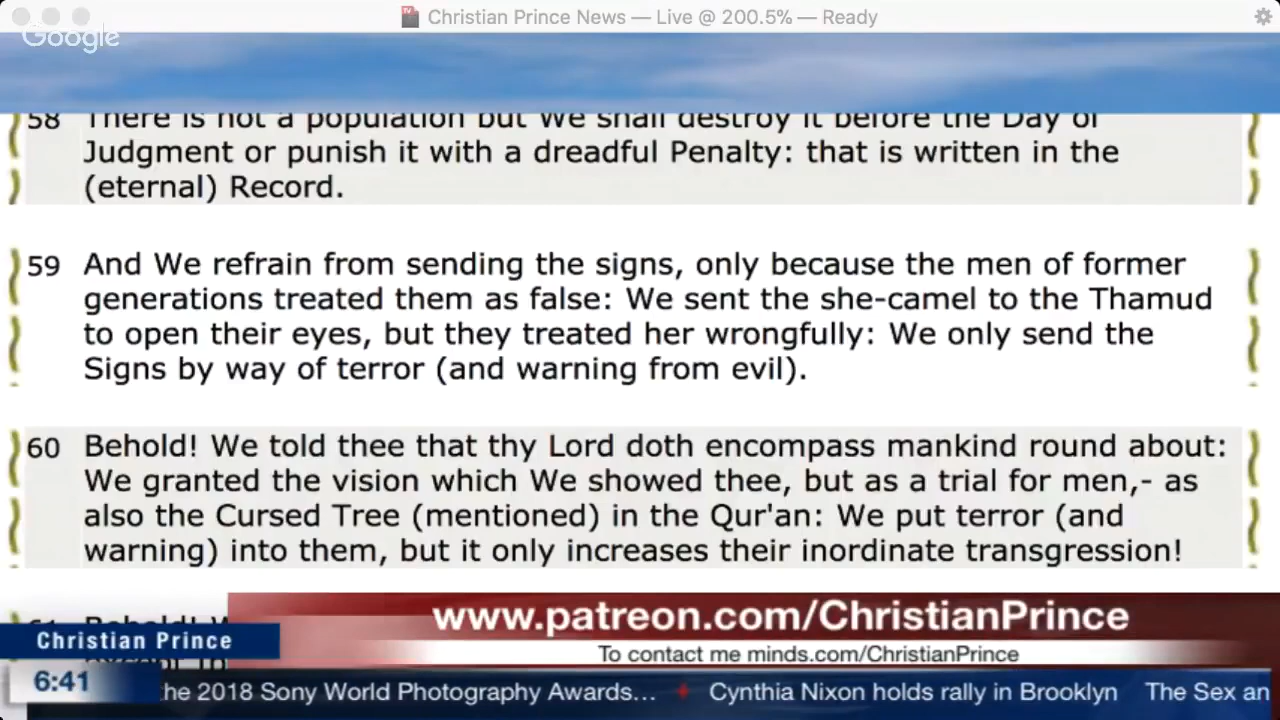 Christian Prince News — Live @ 200.5% — Ready
Google
58 There is not a population but We shall destroy it before the Day of
Judgment or punish it with a dreadful Penalty: that is written in the
(eternal) Record.
59 And We refrain from sending the signs, only because the men of former
generations treated them as false: We sent the she-camel to the Thamud
to open their eyes, but they treated her wrongfully: We only send the
Signs by way of terror (and warning from evil).
60 Behold! We told thee that thy Lord doth encompass mankind round about:
We granted the vision which We showed thee, but as a trial for men,- as
also the Cursed Tree (mentioned) in the Qur'an: We put terror (and
warning) into them, but it only increases their inordinate transgression!
www.patreon.com/ChristianPrince
Christian Prince
To contact me minds.com/ChristianPrince
6:41 he 2018 Sony World Photography Awards... Cynthia Nixon holds rally in Brooklyn The Sex an